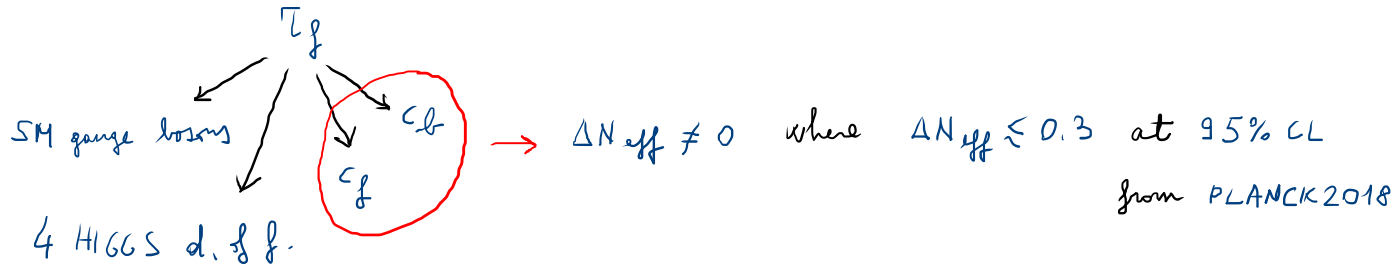 τ_f
SM gauge bosons
c_b
c_f
4 HIGGS d. of f.
→ ΔN_eff ≠ 0 where ΔN_eff ≲ 0.3 at 95% CL
from PLANCK2018